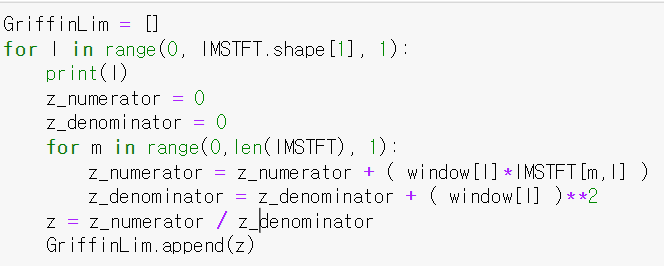 GriffinLim = []
for l in range(0, IMSTFT.shape[1], 1):
    print(l)
    z_numerator = 0
    z_denominator = 0
    for m in range(0,len(IMSTFT), 1):
        z_numerator = z_numerator + ( window[l]*IMSTFT[m,l] )
        z_denominator = z_denominator + ( window[l] )**2
    z = z_numerator / z_denominator
    GriffinLim.append(z)